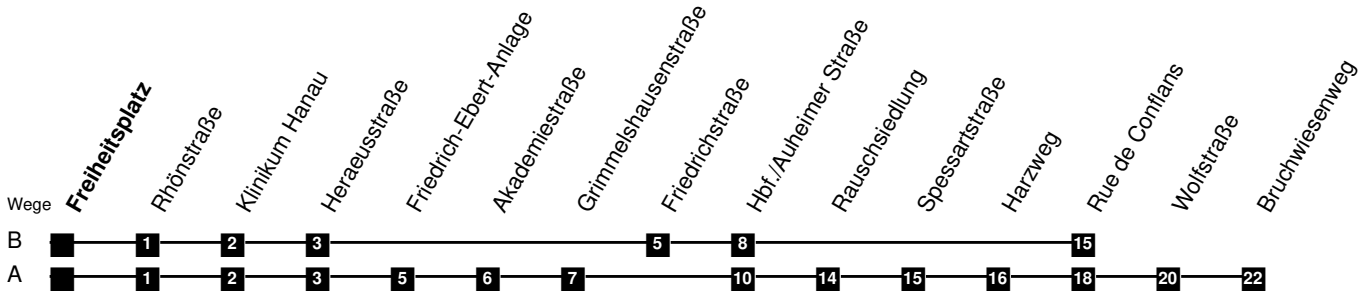 Freiheitsplatz
Rhönstraße
Klinikum Hanau
Heraeusstraße
Friedrich-Ebert-Anlage
Akademiestraße
Grimmelshausenstraße
Friedrichstraße
Hbf./Auheimer Straße
Rauschsiedlung
Spessartstraße
Harzweg
Rue de Conflans
Wolfstraße
Bruchwiesenweg
Wege
B 1 2 3 5 8 15
A 1 2 3 5 6 7 10 14 15 16 18 20 22